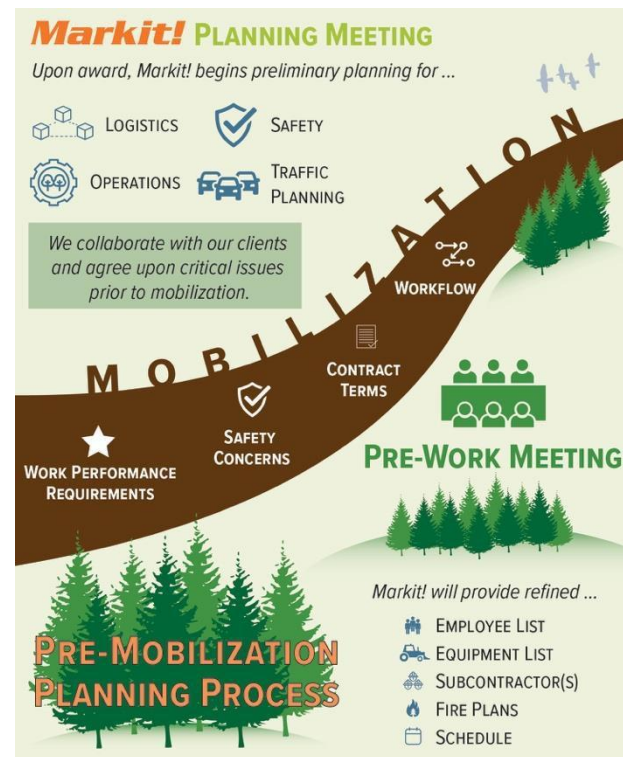 Markit! PLANNING MEETING
Upon award, Markit! begins preliminary planning for ...
LOGISTICS
SAFETY
OPERATIONS
TRAFFIC
PLANNING
We collaborate with our clients
and agree upon critical issues
prior to mobilization.
MOBILIZATION
WORKFLOW
CONTRACT
TERMS
SAFETY
CONCERNS
WORK PERFORMANCE
REQUIREMENTS
PRE-WORK MEETING
PRE-MOBILIZATION
PLANNING PROCESS
Markit! will provide refined ...
EMPLOYEE LIST
EQUIPMENT LIST
SUBCONTRACTOR(S)
FIRE PLANS
SCHEDULE